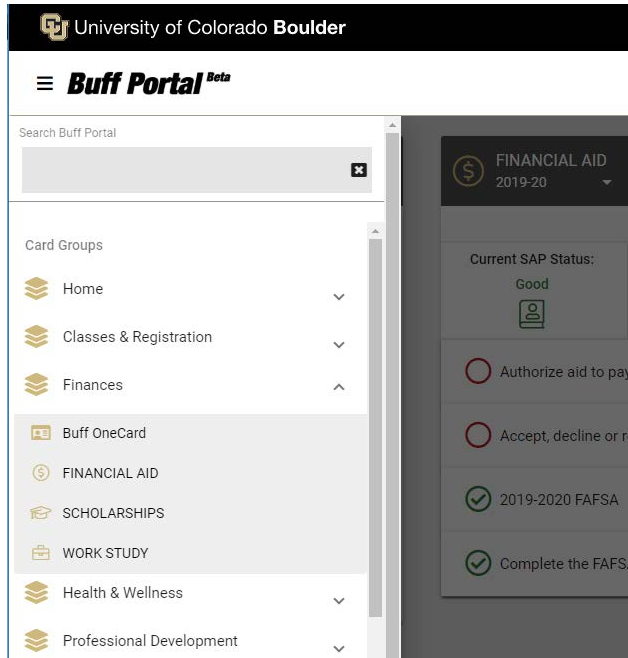 University of Colorado Boulder
Buff Portal Beta
Search Buff Portal
Card Groups
Home
Classes & Registration
Finances
Buff OneCard
FINANCIAL AID
SCHOLARSHIPS
WORK STUDY
Health & Wellness
Professional Development
FINANCIAL AID
2019-20
Current SAP Status:
Good
Authorize aid to pay
Accept, decline or r
2019-2020 FAFSA
Complete the FAFS